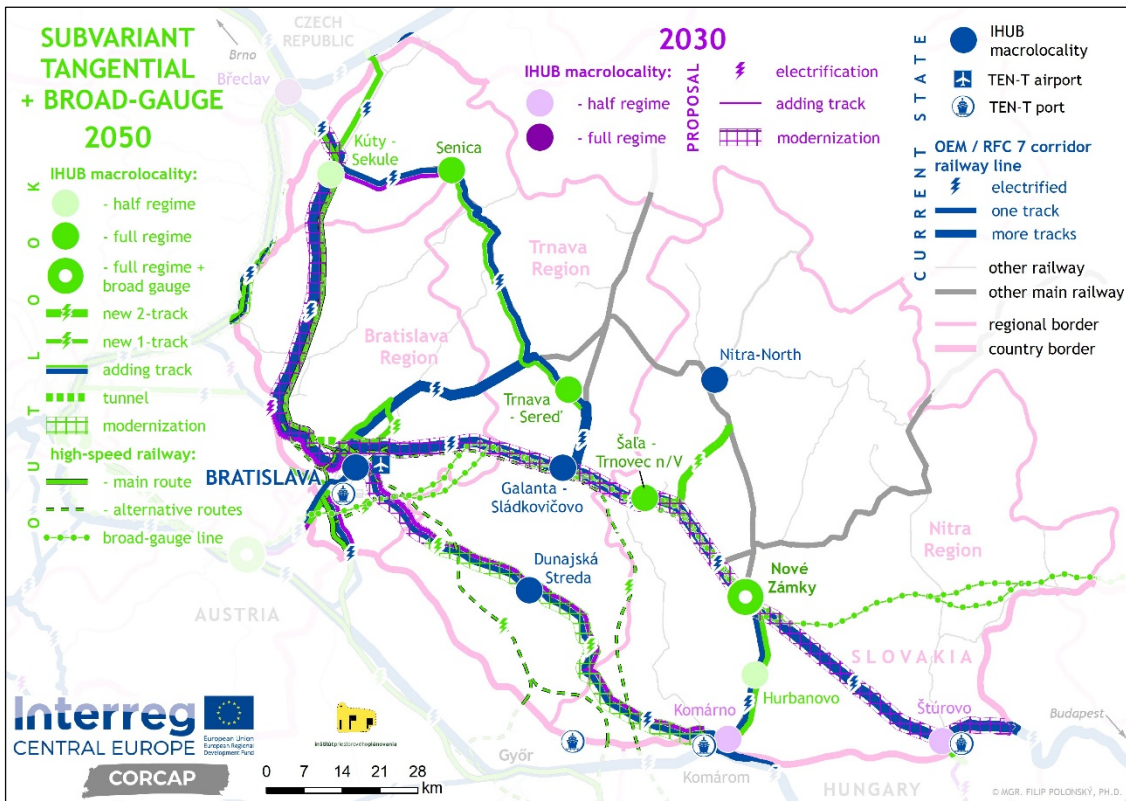 SUBVARIANT
TANGENTIAL
+ BROAD-GAUGE
2050
OUTLOOK
IHUB macrolocality:
- half regime
- full regime
- full regime +
broad gauge
new 2-track
new 1-track
adding track
tunnel
modernization
high-speed railway:
- main route
- alternative routes
broad-gauge line
2030
PROPOSAL
IHUB macrolocality:
- half regime
- full regime
electrification
adding track
modernization
CURRENT STATE
IHUB
macrolocality
TEN-T airport
TEN-T port
OEM / RFC 7 corridor
railway line
electrified
one track
more tracks
other railway
other main railway
regional border
country border
CZECH
REPUBLIC
Brno
Břeclav
Kúty -
Sekule
Senica
Trnava
Region
Bratislava
Region
Nitra-North
Trnava
- Sereď
Šaľa -
Trnovec n/V
BRATISLAVA
Galanta -
Sládkovičovo
Nitra
Region
Dunajská
Streda
Nové
Zámky
AUSTRIA
SLOVAKIA
Hurbanovo
Komárno
Štúrovo
Budapest
Győr
Komárom
HUNGARY
Interreg
CENTRAL EUROPE
European Union
European Regional
Development Fund
CORCAP
0 7 14 21 28
km
© MGR. FILIP POLONSKÝ, PH.D.